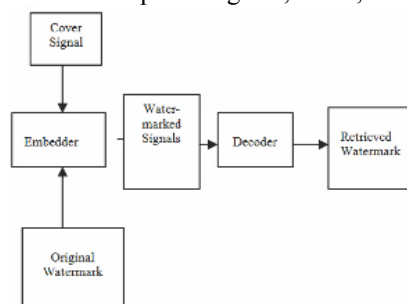 Cover
Signal
Embedder
Water-
marked
Signals
Decoder
Retrieved
Watermark
Original
Watermark